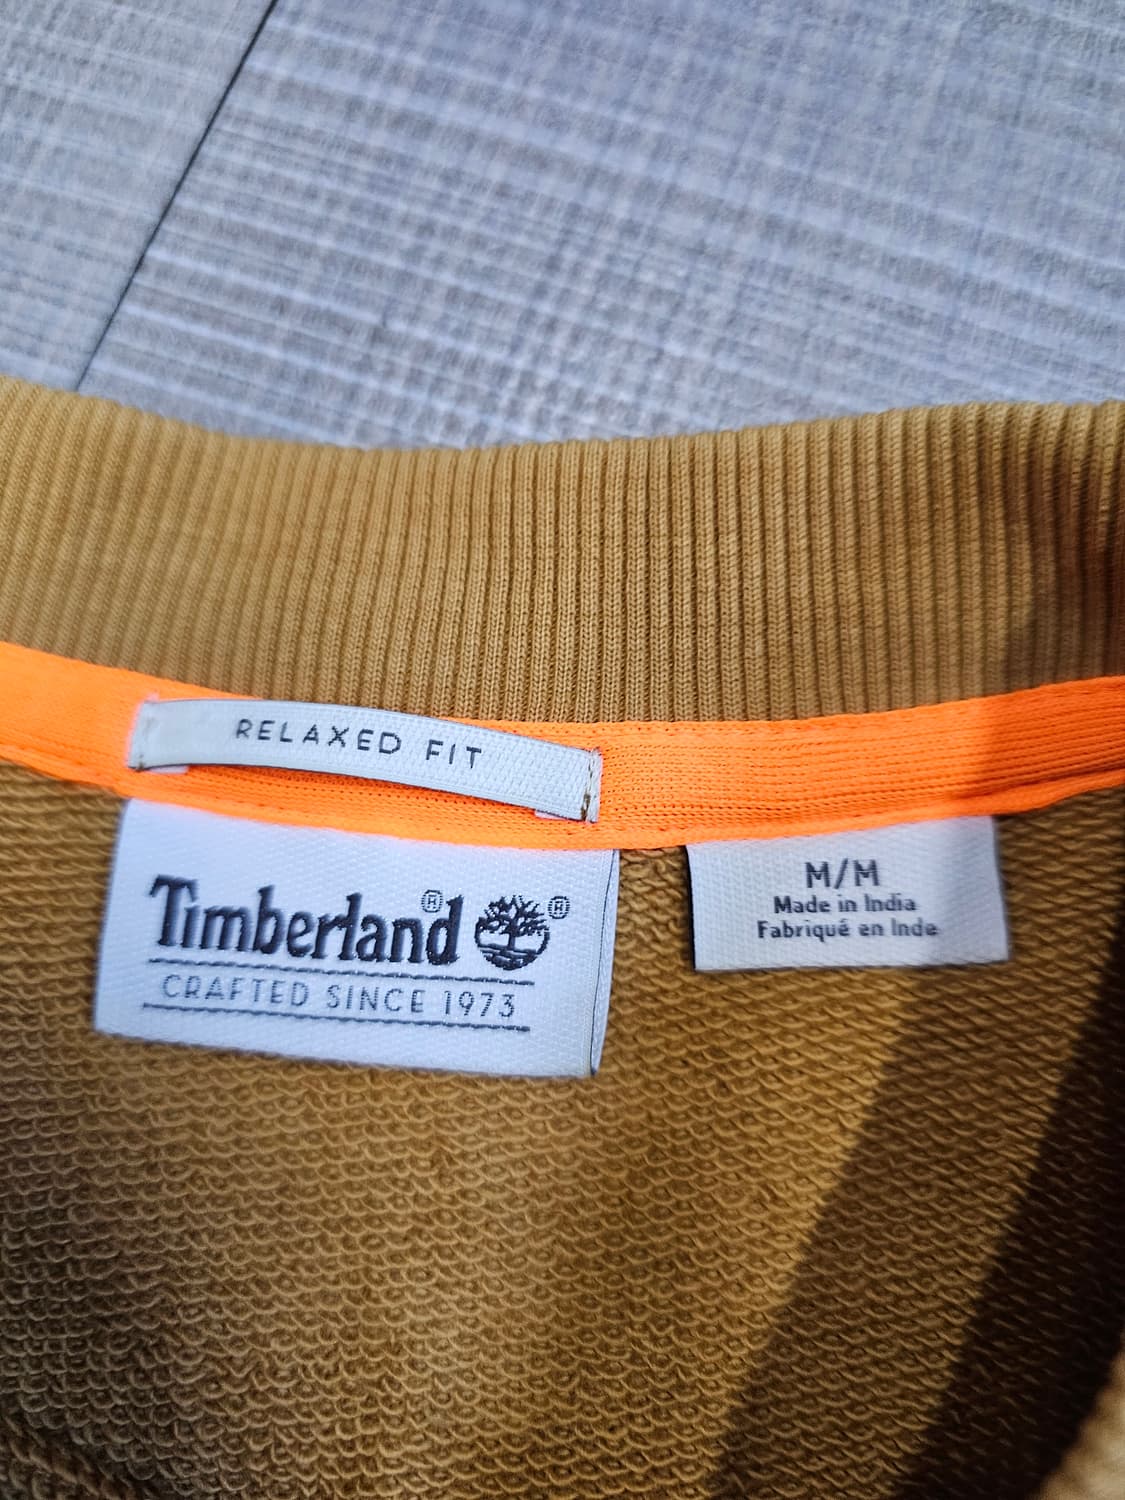 RELAXED FIT
Timberland® ®
CRAFTED SINCE 1973
M/M
Made in India
Fabriqué en Inde